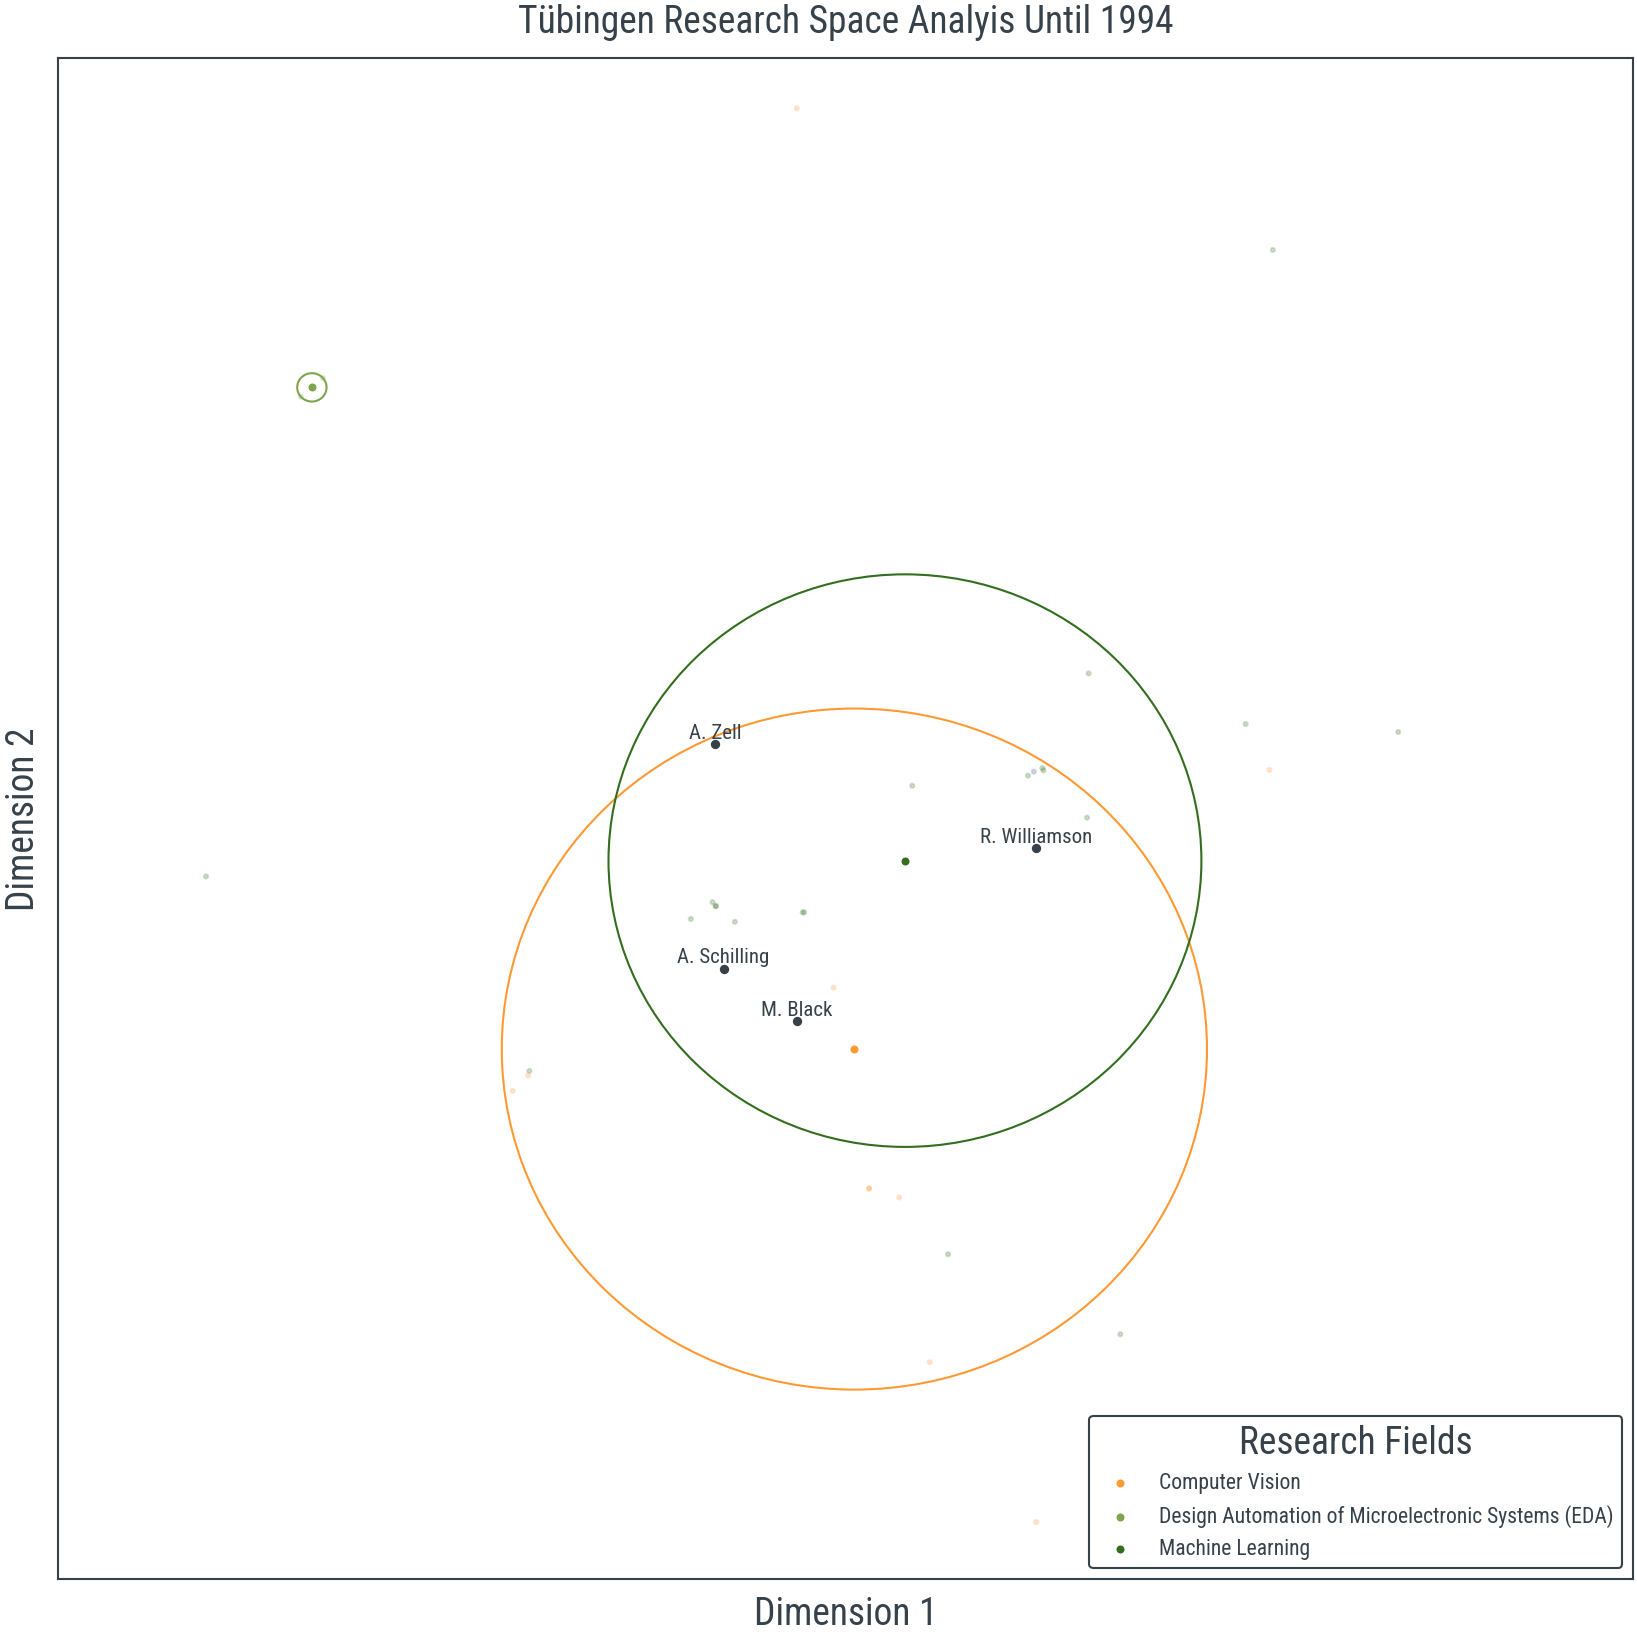 Tübingen Research Space Analyis Until 1994
A. Zell
R. Williamson
A. Schilling
M. Black
Dimension 2
Research Fields
Computer Vision
Design Automation of Microelectronic Systems (EDA)
Machine Learning
Dimension 1